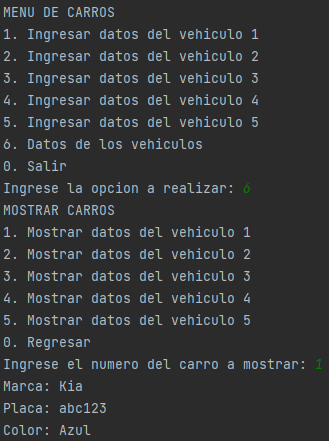 MENU DE CARROS
1. Ingresar datos del vehiculo 1
2. Ingresar datos del vehiculo 2
3. Ingresar datos del vehiculo 3
4. Ingresar datos del vehiculo 4
5. Ingresar datos del vehiculo 5
6. Datos de los vehiculos
0. Salir
Ingrese la opcion a realizar: 6
MOSTRAR CARROS
1. Mostrar datos del vehiculo 1
2. Mostrar datos del vehiculo 2
3. Mostrar datos del vehiculo 3
4. Mostrar datos del vehiculo 4
5. Mostrar datos del vehiculo 5
0. Regresar
Ingrese el numero del carro a mostrar: 1
Marca: Kia
Placa: abc123
Color: Azul